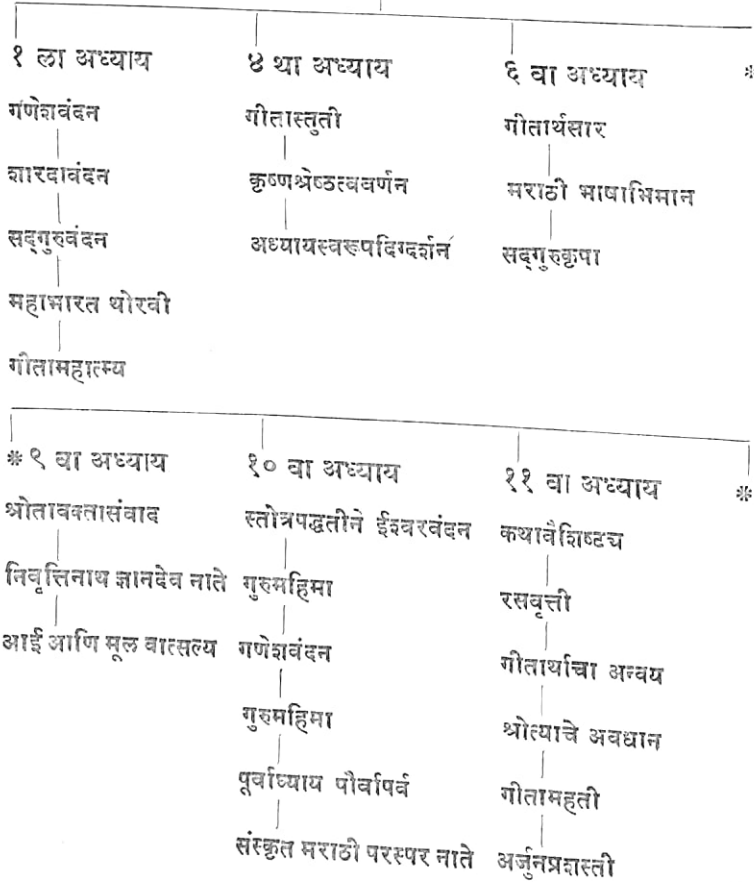 १ ला अध्याय
गणेशवंदन
शारदावंदन
सद्‌गुरुवंदन
महाभारत थोरवी
गीतामहात्म्य
४ था अध्याय
गीतास्तुती
कृष्णश्रेष्ठत्ववर्णन
अध्यायस्वरूपदिग्दर्शन
६ वा अध्याय
गीतार्थसार
मराठी भाषाभिमान
सद्‌गुरुकृपा
*
* ९ वा अध्याय
श्रोतावक्तासंवाद
निवृत्तिनाथ ज्ञानदेव नाते
आई आणि मूल वात्सल्य
१० वा अध्याय
स्तोत्रपद्धतीने ईश्वरवंदन
गुरुमहिमा
गणेशवंदन
गुरुमहिमा
पूर्वाध्याय पौर्वापर्व
संस्कृत मराठी परस्पर नाते
११ वा अध्याय
कथावैशिष्टच
रसवृत्ती
गीतार्थाचा अन्वय
श्रोत्याचे अवधान
गीतामहती
अर्जुनप्रशस्ती
*